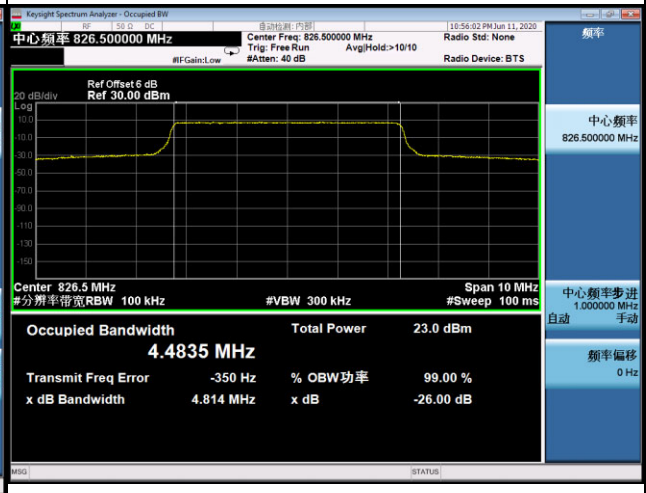 Keysight Spectrum Analyzer - Occupied BW
RF 50 Ω DC 自动检测: 内部 10:56:02 PM Jun 11, 2020
中心频率 826.500000 MHz Center Freq: 826.500000 MHz Radio Std: None
Trig: Free Run Avg|Hold:>10/10
#IFGain:Low #Atten: 40 dB Radio Device: BTS
Ref Offset 6 dB
20 dB/div Ref 30.00 dBm
Log
10.0
-10.0
-30.0
-50.0
-70.0
-90.0
-110
-130
-150
Center 826.5 MHz Span 10 MHz
#分辨率带宽RBW 100 kHz #VBW 300 kHz #Sweep 100 ms
Occupied Bandwidth Total Power 23.0 dBm
4.4835 MHz
Transmit Freq Error -350 Hz % OBW功率 99.00 %
x dB Bandwidth 4.814 MHz x dB -26.00 dB
MSG STATUS
频率
中心频率
826.500000 MHz
中心频率步进
1.000000 MHz
自动 手动
频率偏移
0 Hz